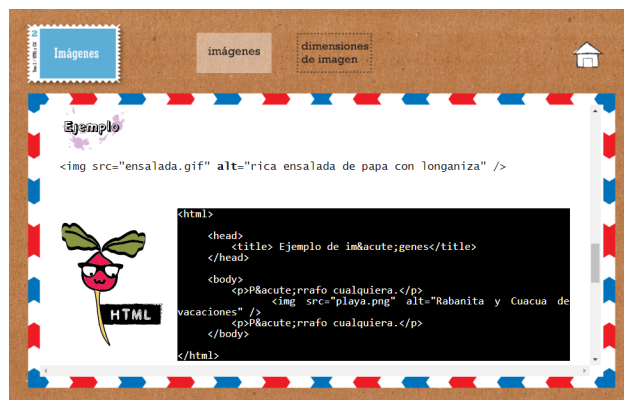 Imágenes
imágenes
dimensiones
de imagen
Ejemplo
<img src="ensalada.gif" alt="rica ensalada de papa con longaniza" />
<html>
<head>
<title> Ejemplo de im&acute;genes</title>
</head>
<body>
<p>P&acute;rrafo cualquiera.</p>
<img src="playa.png" alt="Rabanita y Cuacua de
vacaciones" />
<p>P&acute;rrafo cualquiera.</p>
</body>
</html>
HTML